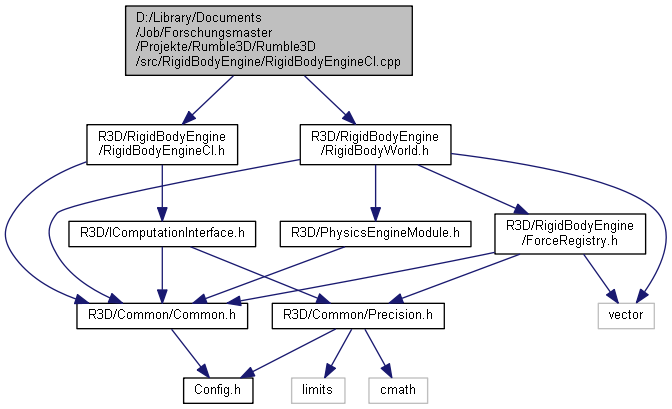 D:/Library/Documents
/Job/Forschungsmaster
/Projekte/Rumble3D/Rumble3D
/src/RigidBodyEngine/RigidBodyEngineCI.cpp
R3D/RigidBodyEngine
/RigidBodyEngineCI.h
R3D/RigidBodyEngine
/RigidBodyWorld.h
R3D/IComputationInterface.h
R3D/PhysicsEngineModule.h
R3D/RigidBodyEngine
/ForceRegistry.h
R3D/Common/Common.h
R3D/Common/Precision.h
vector
Config.h
limits
cmath